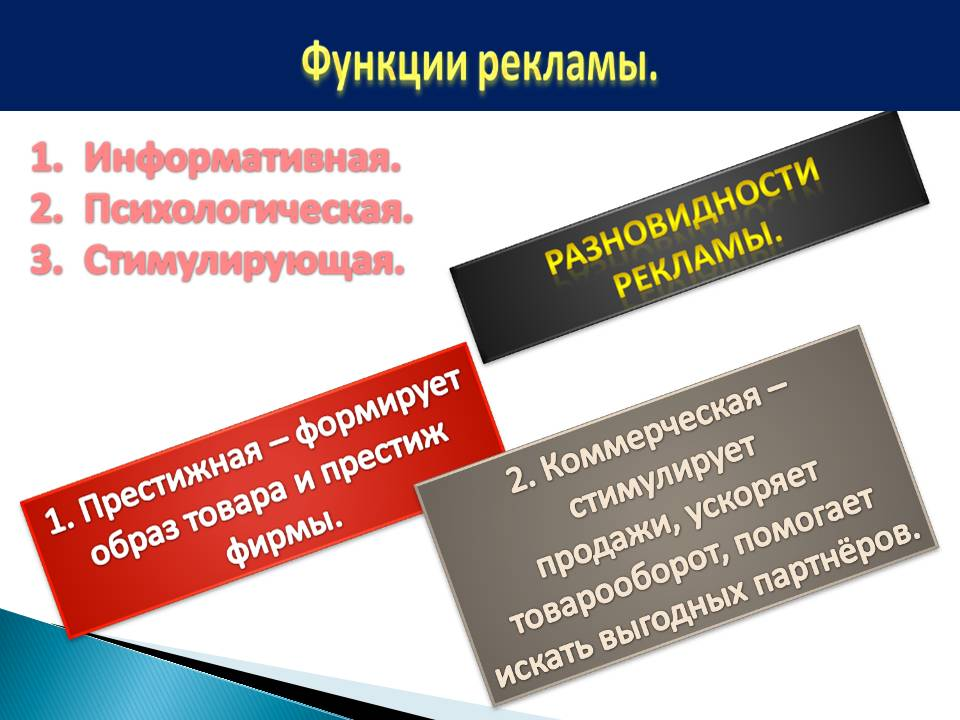 Функции рекламы.
1. Информативная.
2. Психологическая.
3. Стимулирующая.
РАЗНОВИДНОСТИ
РЕКЛАМЫ.
1. Престижная – формирует
образ товара и престиж
фирмы.
2. Коммерческая –
стимулирует
продажи, ускоряет
товарооборот, помогает
искать выгодных партнёров.